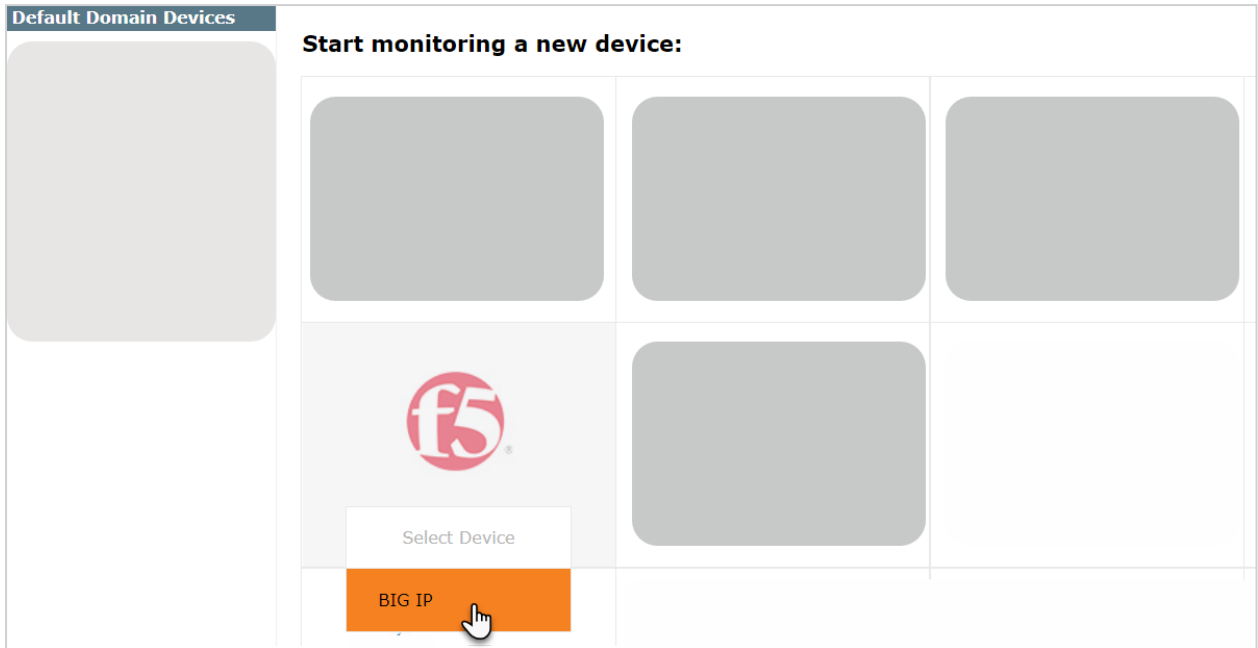 Default Domain Devices
Start monitoring a new device:
f5
Select Device
BIG IP